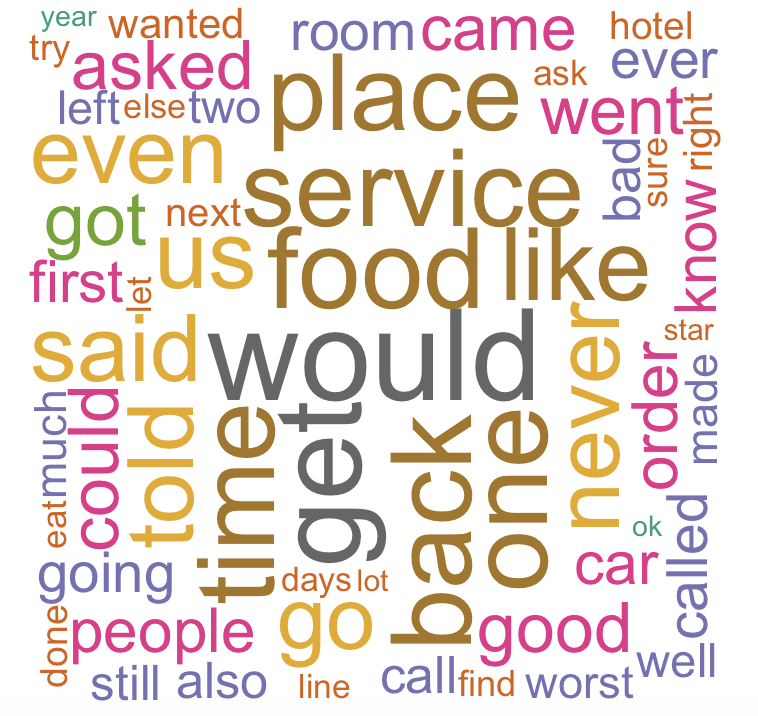 year wanted room came hotel
try asked place ask ever
left else two went right
even service bad sure
got next us food like know
first let star
said would never order made
much could told time get back one
eat ok called
going days lot car
done people go good
still also line call find worst well